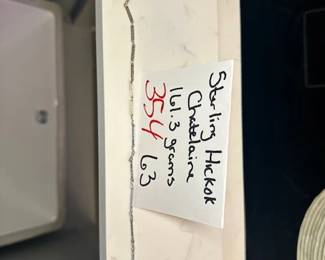 Sterling Hickok
Chatelaine
161.3 grams
354 63